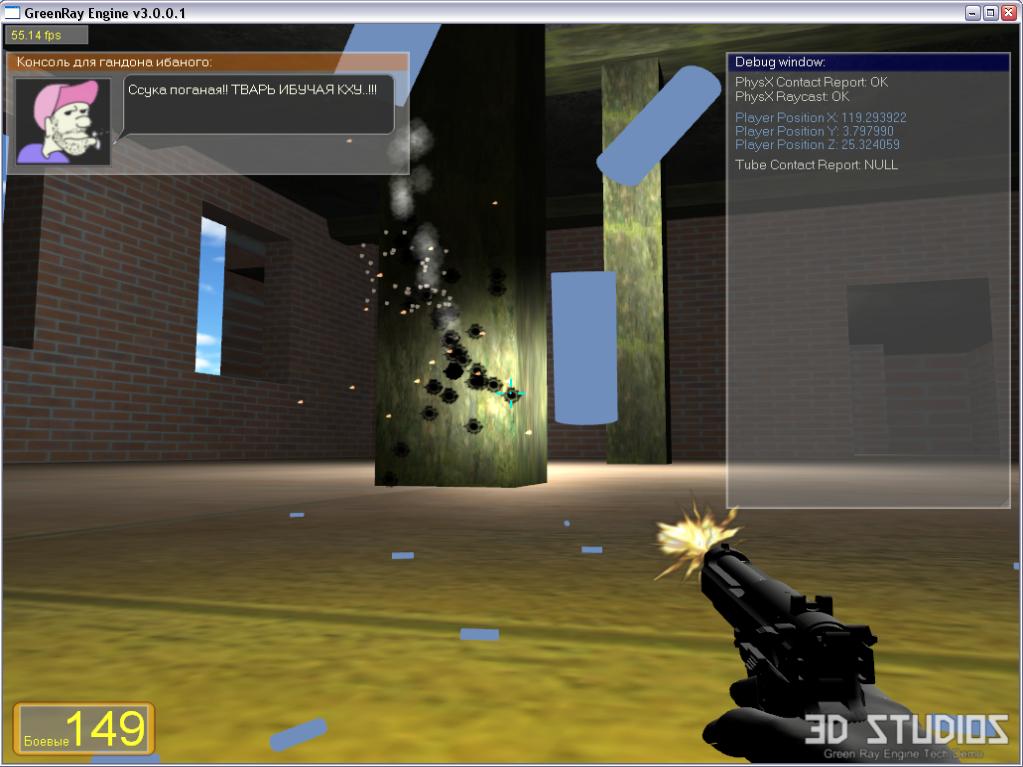 GreenRay Engine v3.0.0.1
55.14 fps
Консоль для гандона ибаного:
Ссука поганая!! ТВАРЬ ИБУЧАЯ КХУ..!!!
Debug window:
PhysX Contact Report: OK
PhysX Raycast: OK
Player Position X: 119.293922
Player Position Y: 3.797990
Player Position Z: 25.324059
Tube Contact Report: NULL
Боевые 149
3D STUDIOS
Green Ray Engine Tech Demo